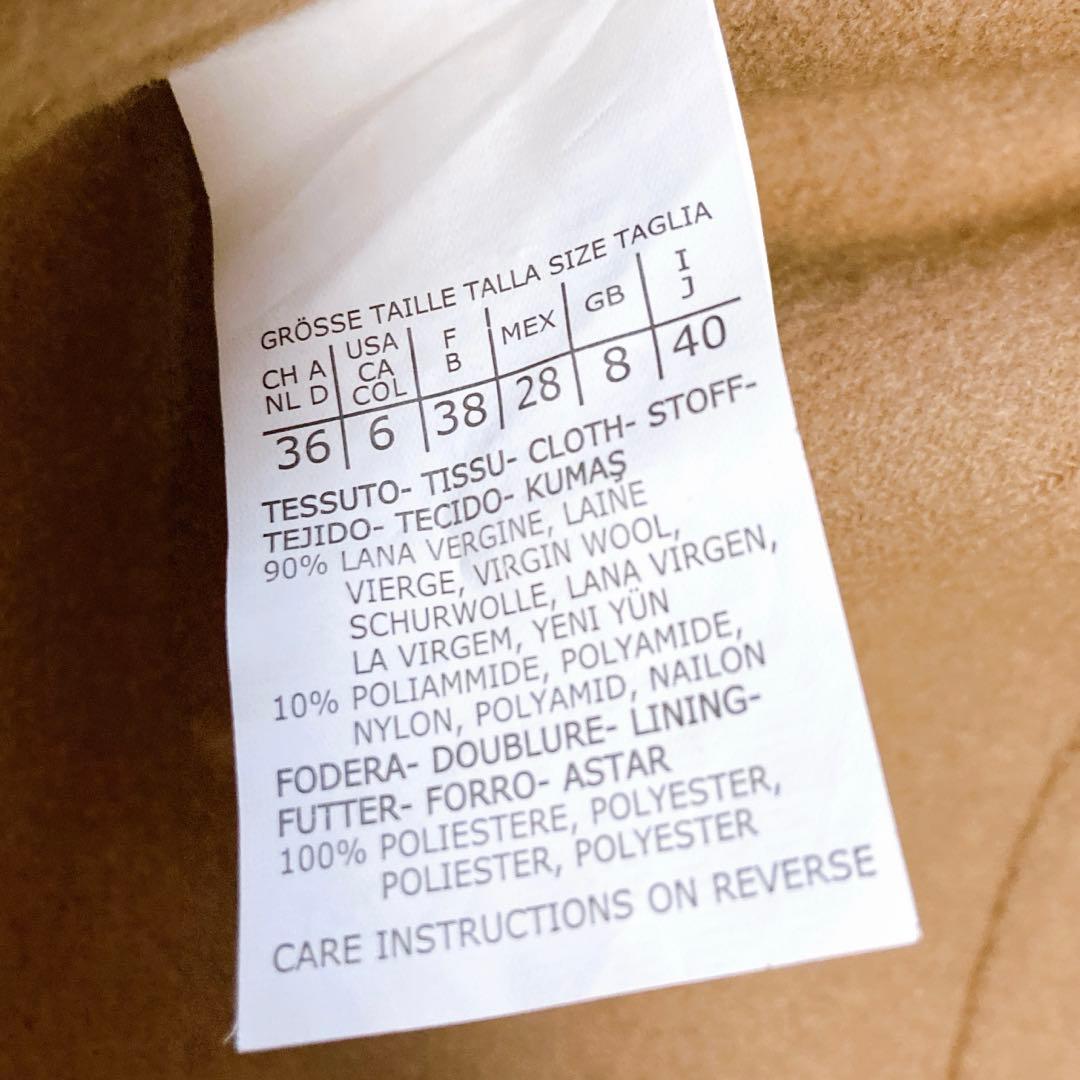 GRÖSSE TAILLE TALLA SIZE TAGLIA
CH A NL D | USA CA COL | F B | MEX | GB | I J
36 | 6 | 38 | 28 | 8 | 40
TESSUTO- TISSU- CLOTH- STOFF-
TEJIDO- TECIDO- KUMAŞ
90% LANA VERGINE, LAINE
VIERGE, VIRGIN WOOL,
SCHURWOLLE, LANA VIRGEN,
LA VIRGEM, YENI YÜN
10% POLIAMMIDE, POLYAMIDE,
NYLON, POLYAMID, NAILON
FODERA- DOUBLURE- LINING-
FUTTER- FORRO- ASTAR
100% POLIESTERE, POLYESTER,
POLIESTER, POLYESTER
CARE INSTRUCTIONS ON REVERSE